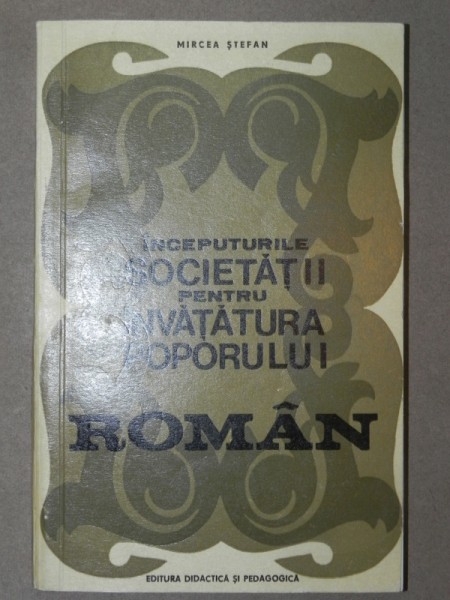 MIRCEA ȘTEFAN
ÎNCEPUTURILE
SOCIETĂȚII
PENTRU
ÎNVĂȚĂTURA
POPORULUI
ROMÂN
EDITURA DIDACTICĂ ȘI PEDAGOGICĂ